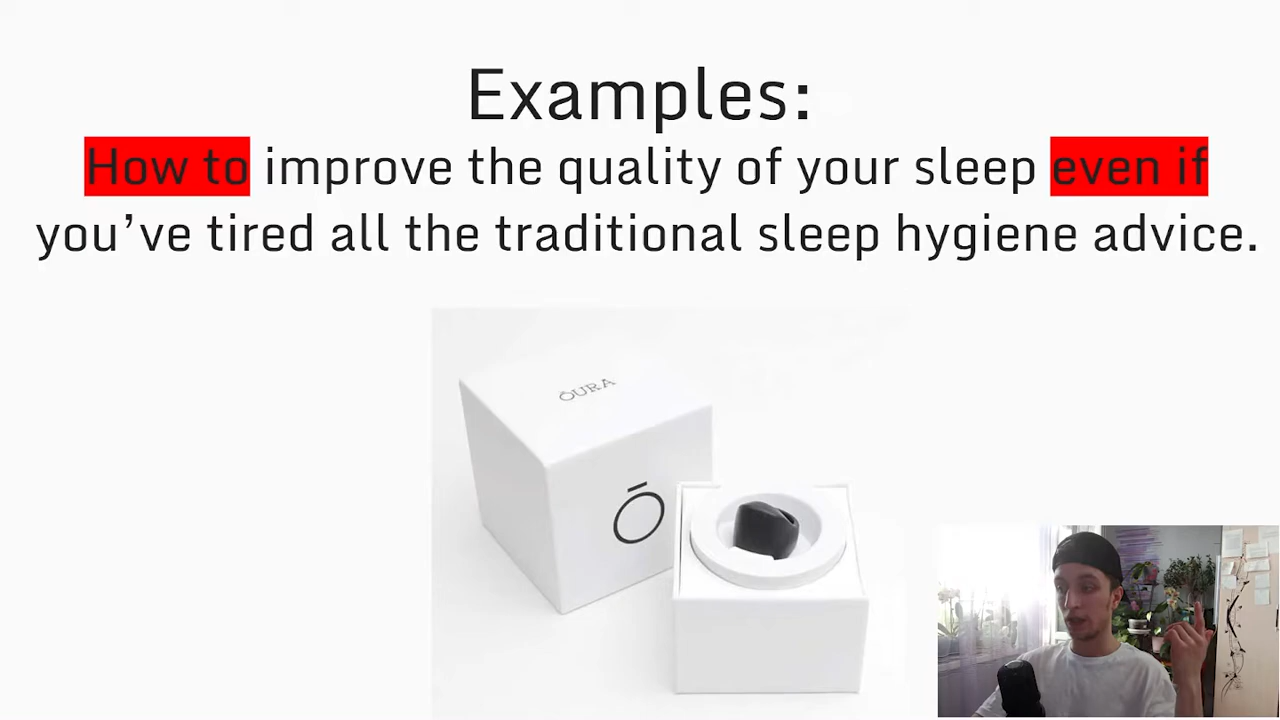 Examples:
How to improve the quality of your sleep even if
you've tired all the traditional sleep hygiene advice.
ŌURA
Ō